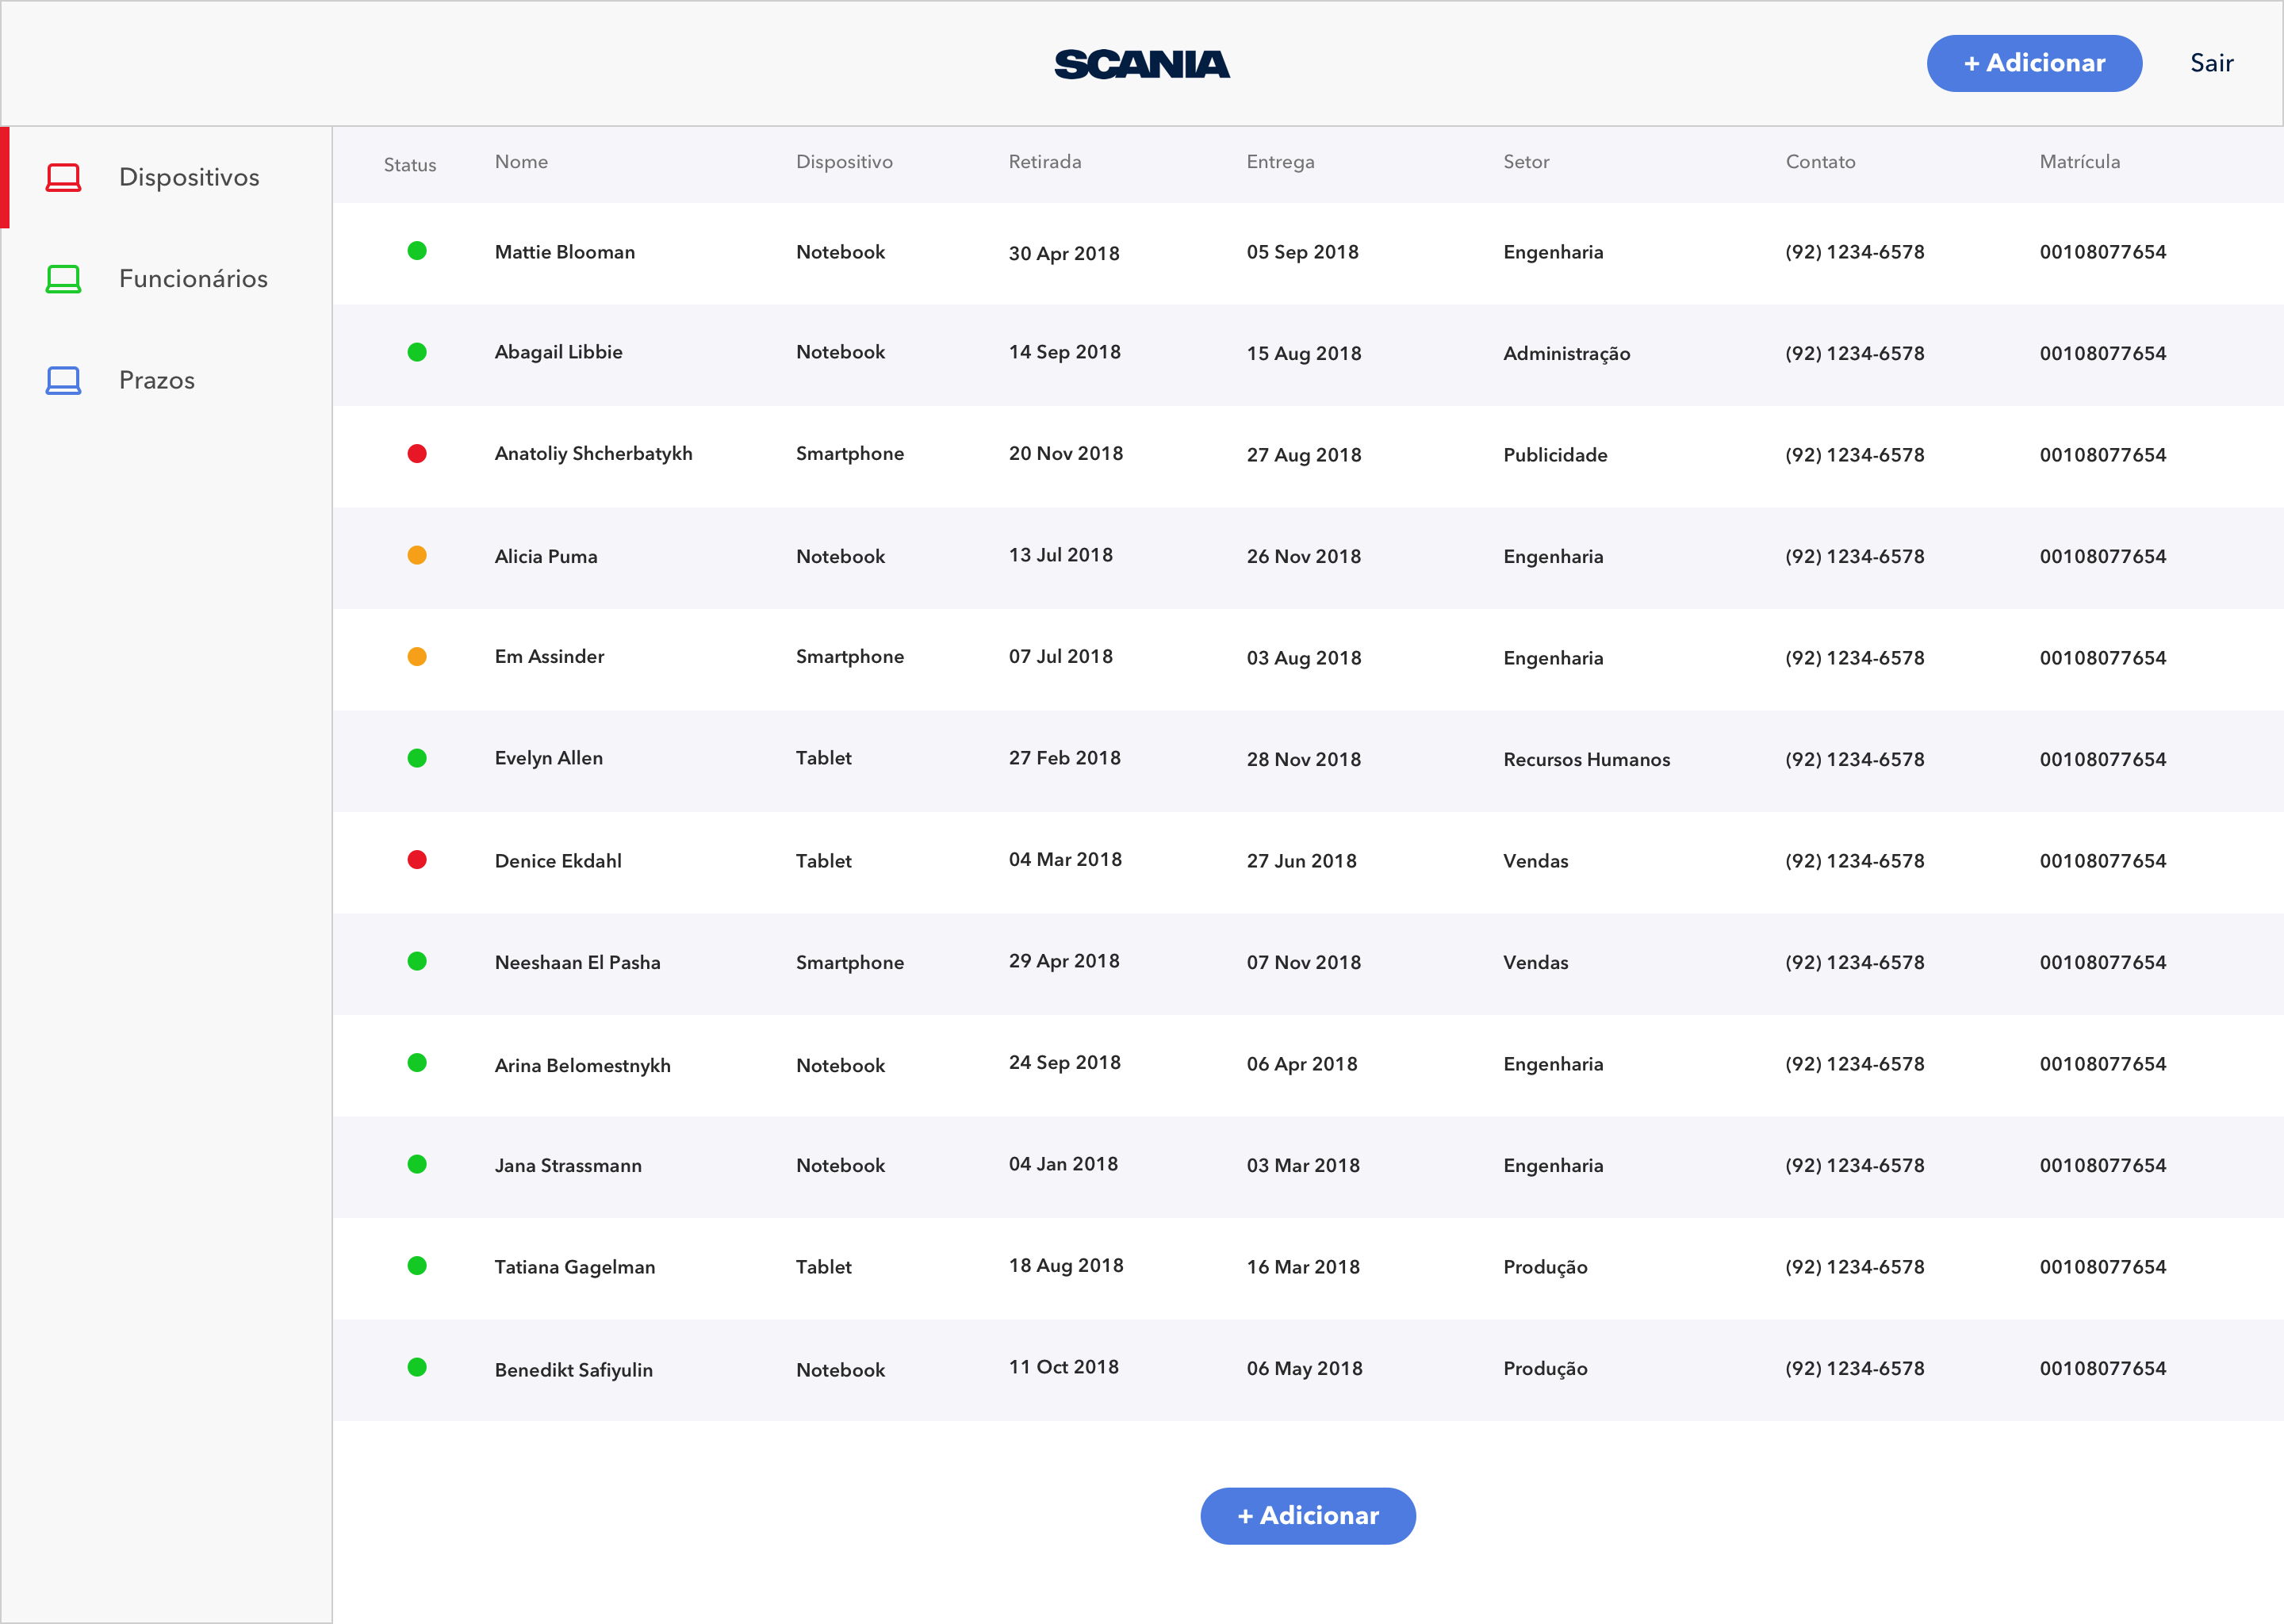 SCANIA
+ Adicionar
Sair
Dispositivos
Funcionários
Prazos
Status Nome Dispositivo Retirada Entrega Setor Contato Matrícula
Mattie Blooman Notebook 30 Apr 2018 05 Sep 2018 Engenharia (92) 1234-6578 00108077654
Abagail Libbie Notebook 14 Sep 2018 15 Aug 2018 Administração (92) 1234-6578 00108077654
Anatoliy Shcherbatykh Smartphone 20 Nov 2018 27 Aug 2018 Publicidade (92) 1234-6578 00108077654
Alicia Puma Notebook 13 Jul 2018 26 Nov 2018 Engenharia (92) 1234-6578 00108077654
Em Assinder Smartphone 07 Jul 2018 03 Aug 2018 Engenharia (92) 1234-6578 00108077654
Evelyn Allen Tablet 27 Feb 2018 28 Nov 2018 Recursos Humanos (92) 1234-6578 00108077654
Denice Ekdahl Tablet 04 Mar 2018 27 Jun 2018 Vendas (92) 1234-6578 00108077654
Neeshaan El Pasha Smartphone 29 Apr 2018 07 Nov 2018 Vendas (92) 1234-6578 00108077654
Arina Belomestnykh Notebook 24 Sep 2018 06 Apr 2018 Engenharia (92) 1234-6578 00108077654
Jana Strassmann Notebook 04 Jan 2018 03 Mar 2018 Engenharia (92) 1234-6578 00108077654
Tatiana Gagelman Tablet 18 Aug 2018 16 Mar 2018 Produção (92) 1234-6578 00108077654
Benedikt Safiyulin Notebook 11 Oct 2018 06 May 2018 Produção (92) 1234-6578 00108077654
+ Adicionar